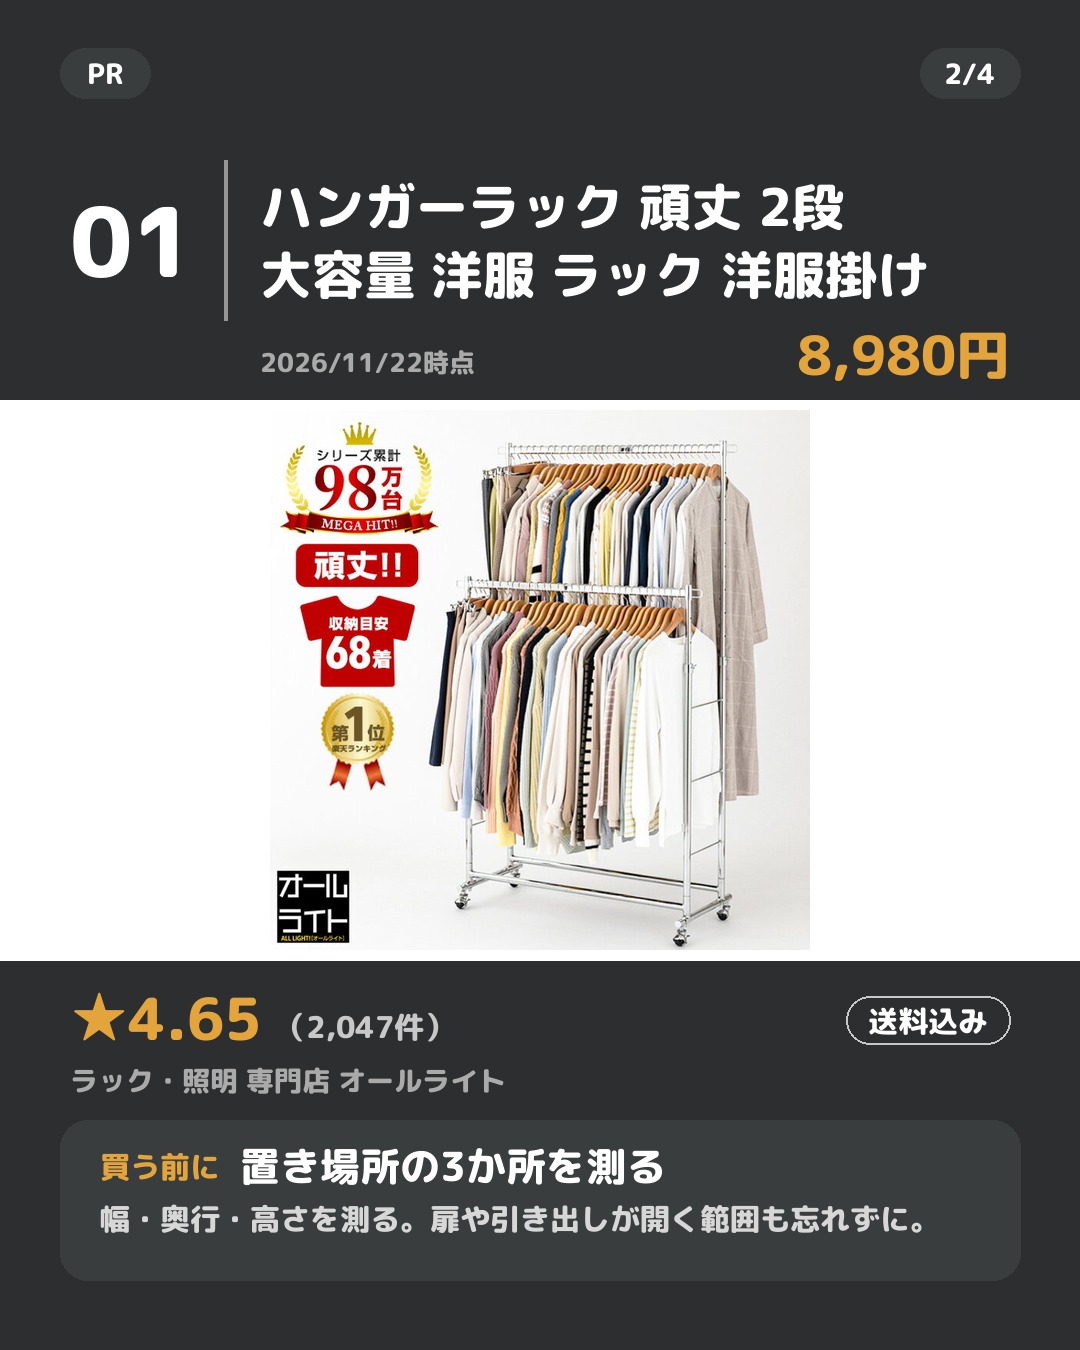 PR
2/4
01
ハンガーラック 頑丈 2段
大容量 洋服 ラック 洋服掛け
2026/11/22時点
8,980円
シリーズ累計
98万台
MEGA HIT!!
頑丈!!
収納目安
68着
第1位
楽天ランキング
オール
ライト
ALL LIGHT![オールライト]
★4.65 （2,047件）
送料込み
ラック・照明 専門店 オールライト
買う前に 置き場所の3か所を測る
幅・奥行・高さを測る。扉や引き出しが開く範囲も忘れずに。